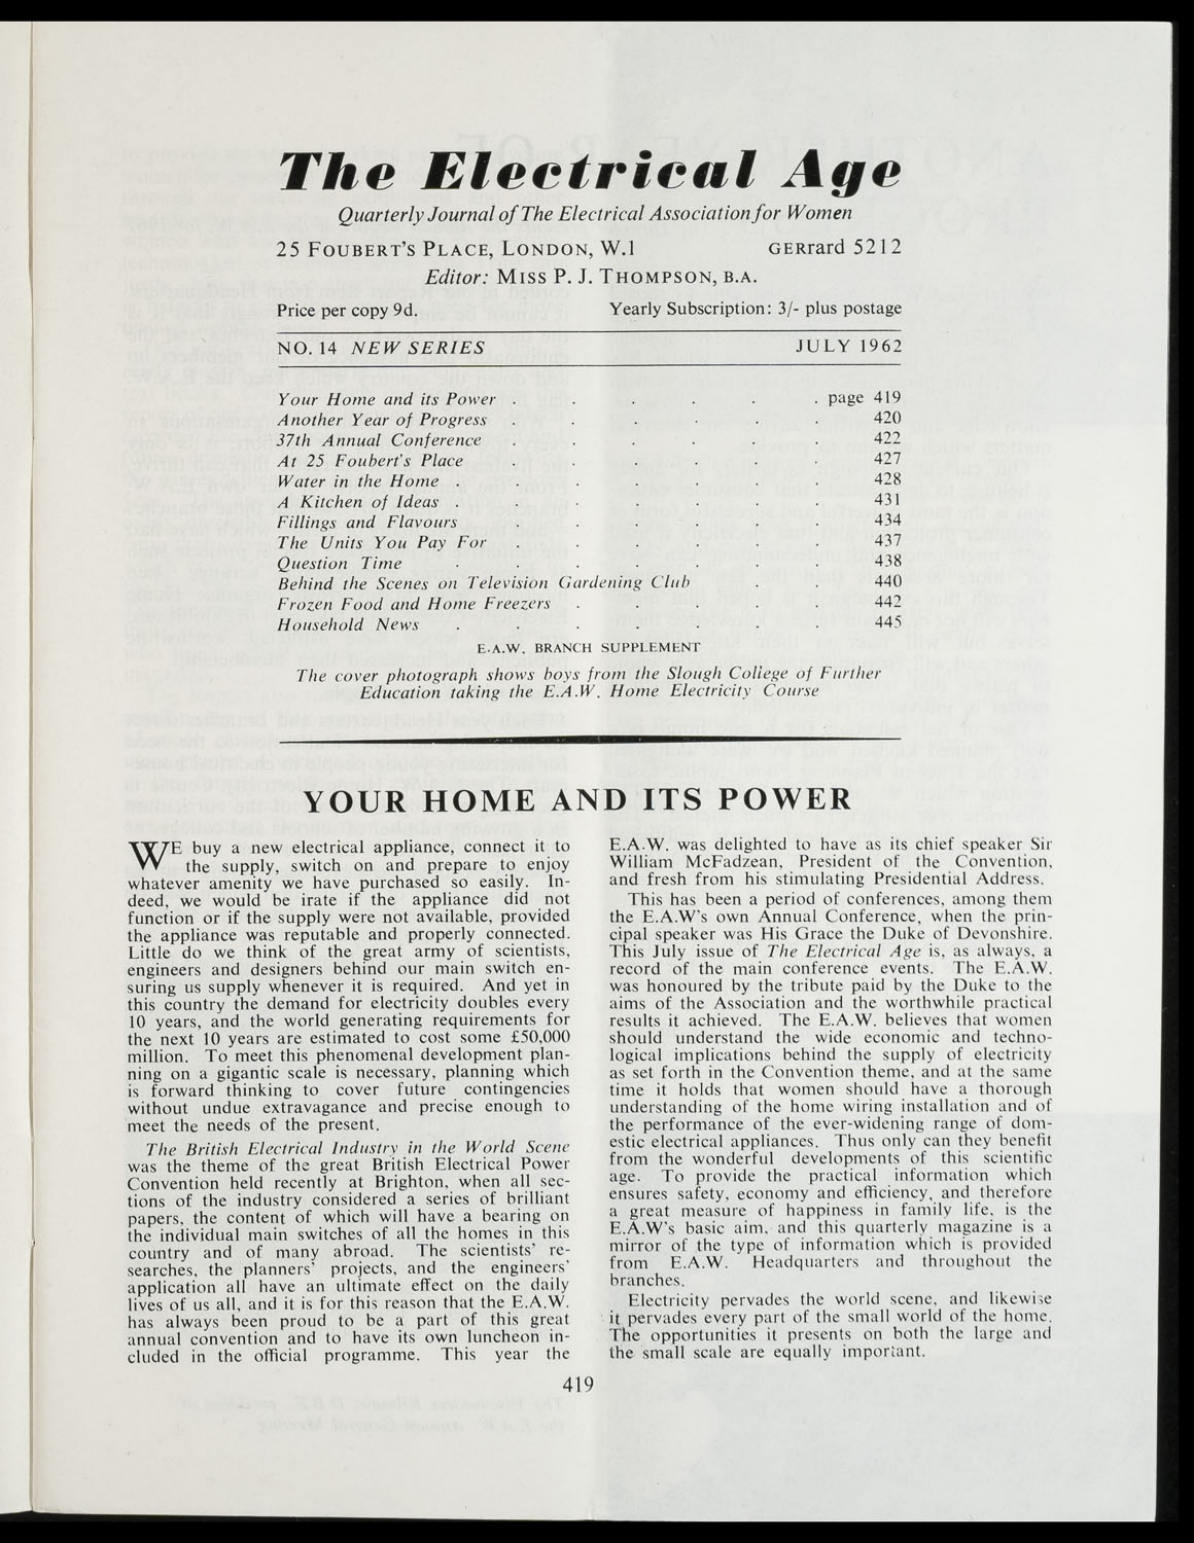 The Electrical Age
Quarterly Journal of The Electrical Association for Women
25 FOUBERT'S PLACE, LONDON, W.1 GERrard 5212
Editor: MISS P. J. THOMPSON, B.A.
Price per copy 9d. Yearly Subscription: 3/- plus postage
NO. 14 NEW SERIES JULY 1962
Your Home and its Power . . . . . . page 419
Another Year of Progress . . . . . . 420
37th Annual Conference . . . . . . 422
At 25 Foubert's Place . . . . . . 427
Water in the Home . . . . . . . 428
A Kitchen of Ideas . . . . . . . 431
Fillings and Flavours . . . . . . 434
The Units You Pay For . . . . . . 437
Question Time . . . . . . . 438
Behind the Scenes on Television Gardening Club . . 440
Frozen Food and Home Freezers . . . . . 442
Household News . . . . . . . 445
E.A.W. BRANCH SUPPLEMENT
The cover photograph shows boys from the Slough College of Further
Education taking the E.A.W. Home Electricity Course
YOUR HOME AND ITS POWER
WE buy a new electrical appliance, connect it to
the supply, switch on and prepare to enjoy
whatever amenity we have purchased so easily. In-
deed, we would be irate if the appliance did not
function or if the supply were not available, provided
the appliance was reputable and properly connected.
Little do we think of the great army of scientists,
engineers and designers behind our main switch en-
suring us supply whenever it is required. And yet in
this country the demand for electricity doubles every
10 years, and the world generating requirements for
the next 10 years are estimated to cost some £50,000
million. To meet this phenomenal development plan-
ning on a gigantic scale is necessary, planning which
is forward thinking to cover future contingencies
without undue extravagance and precise enough to
meet the needs of the present.
The British Electrical Industry in the World Scene
was the theme of the great British Electrical Power
Convention held recently at Brighton, when all sec-
tions of the industry considered a series of brilliant
papers, the content of which will have a bearing on
the individual main switches of all the homes in this
country and of many abroad. The scientists' re-
searches, the planners' projects, and the engineers'
application all have an ultimate effect on the daily
lives of us all, and it is for this reason that the E.A.W.
has always been proud to be a part of this great
annual convention and to have its own luncheon in-
cluded in the official programme. This year the
E.A.W. was delighted to have as its chief speaker Sir
William McFadzean, President of the Convention,
and fresh from his stimulating Presidential Address.
This has been a period of conferences, among them
the E.A.W's own Annual Conference, when the prin-
cipal speaker was His Grace the Duke of Devonshire.
This July issue of The Electrical Age is, as always, a
record of the main conference events. The E.A.W.
was honoured by the tribute paid by the Duke to the
aims of the Association and the worthwhile practical
results it achieved. The E.A.W. believes that women
should understand the wide economic and techno-
logical implications behind the supply of electricity
as set forth in the Convention theme, and at the same
time it holds that women should have a thorough
understanding of the home wiring installation and of
the performance of the ever-widening range of dom-
estic electrical appliances. Thus only can they benefit
from the wonderful developments of this scientific
age. To provide the practical information which
ensures safety, economy and efficiency, and therefore
a great measure of happiness in family life, is the
E.A.W's basic aim, and this quarterly magazine is a
mirror of the type of information which is provided
from E.A.W. Headquarters and throughout the
branches.
Electricity pervades the world scene, and likewise
it pervades every part of the small world of the home.
The opportunities it presents on both the large and
the small scale are equally important.
419